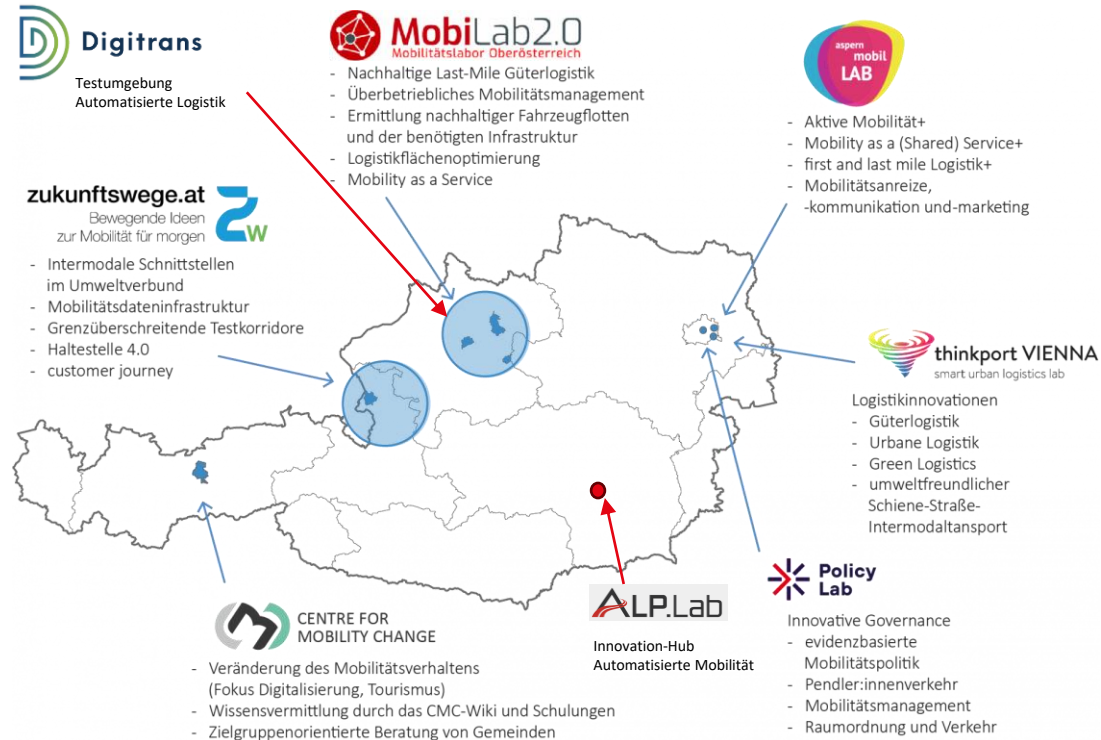 Digitrans
Testumgebung
Automatisierte Logistik
MobiLab2.0
Mobilitätslabor Oberösterreich
- Nachhaltige Last-Mile Güterlogistik
- Überbetriebliches Mobilitätsmanagement
- Ermittlung nachhaltiger Fahrzeugflotten
und der benötigten Infrastruktur
- Logistikflächenoptimierung
- Mobility as a Service
aspern
mobil
LAB
- Aktive Mobilität+
- Mobility as a (Shared) Service+
- first and last mile Logistik+
- Mobilitätsanreize,
-kommunikation und-marketing
zukunftswege.at
Bewegende Ideen
zur Mobilität für morgen
ZW
- Intermodale Schnittstellen
im Umweltverbund
- Mobilitätsdateninfrastruktur
- Grenzüberschreitende Testkorridore
- Haltestelle 4.0
- customer journey
thinkport VIENNA
smart urban logistics lab
Logistikinnovationen
- Güterlogistik
- Urbane Logistik
- Green Logistics
- umweltfreundlicher
Schiene-Straße-
Intermodaltansport
CENTRE FOR
MOBILITY CHANGE
- Veränderung des Mobilitätsverhaltens
(Fokus Digitalisierung, Tourismus)
- Wissensvermittlung durch das CMC-Wiki und Schulungen
- Zielgruppenorientierte Beratung von Gemeinden
ALP.Lab
Innovation-Hub
Automatisierte Mobilität
Policy
Lab
Innovative Governance
- evidenzbasierte
Mobilitätspolitik
- Pendler:innenverkehr
- Mobilitätsmanagement
- Raumordnung und Verkehr